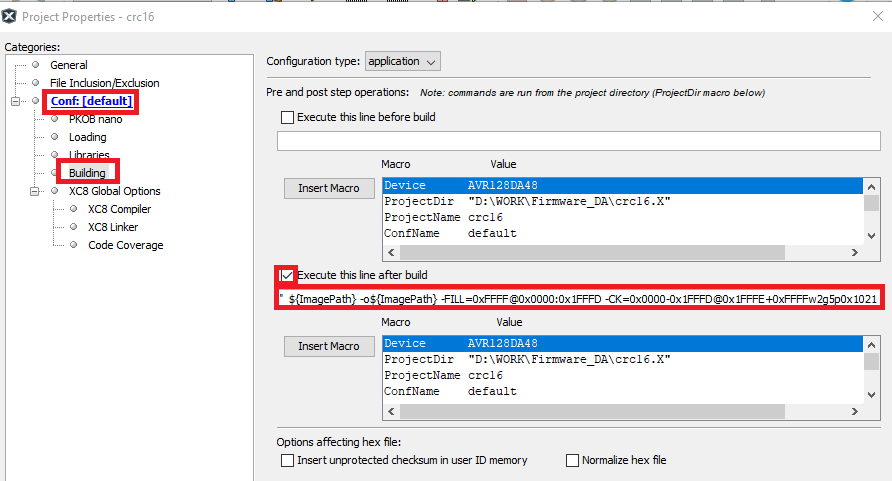 Project Properties - crc16
Categories:
General
File Inclusion/Exclusion
Conf: [default]
PKOB nano
Loading
Libraries
Building
XC8 Global Options
XC8 Compiler
XC8 Linker
Code Coverage
Configuration type: application
Pre and post step operations: Note: commands are run from the project directory (ProjectDir macro below)
Execute this line before build
Macro Value
Insert Macro
Device AVR128DA48
ProjectDir "D:\WORK\Firmware_DA\crc16.X"
ProjectName crc16
ConfName default
Execute this line after build
" ${ImagePath} -o${ImagePath} -FILL=0xFFFF@0x0000:0x1FFFD -CK=0x0000-0x1FFFD@0x1FFFE+0xFFFFw2g5p0x1021
Macro Value
Insert Macro
Device AVR128DA48
ProjectDir "D:\WORK\Firmware_DA\crc16.X"
ProjectName crc16
ConfName default
Options affecting hex file:
Insert unprotected checksum in user ID memory Normalize hex file